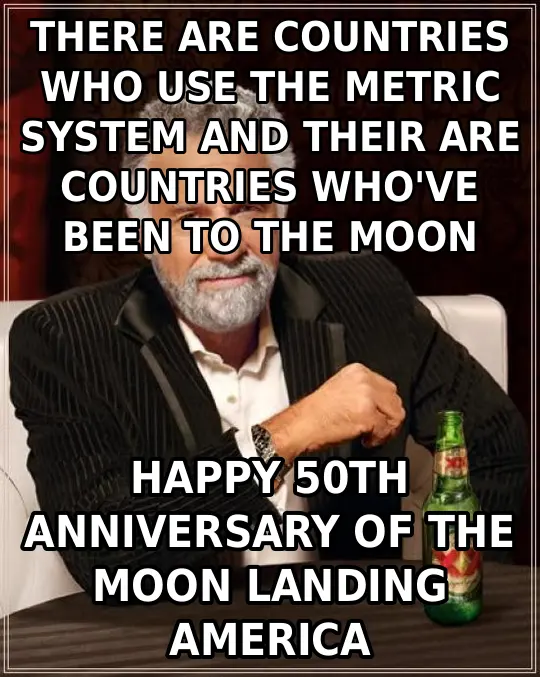 THERE ARE COUNTRIES
WHO USE THE METRIC
SYSTEM AND THEIR ARE
COUNTRIES WHO'VE
BEEN TO THE MOON
HAPPY 50TH
ANNIVERSARY OF THE
MOON LANDING
AMERICA